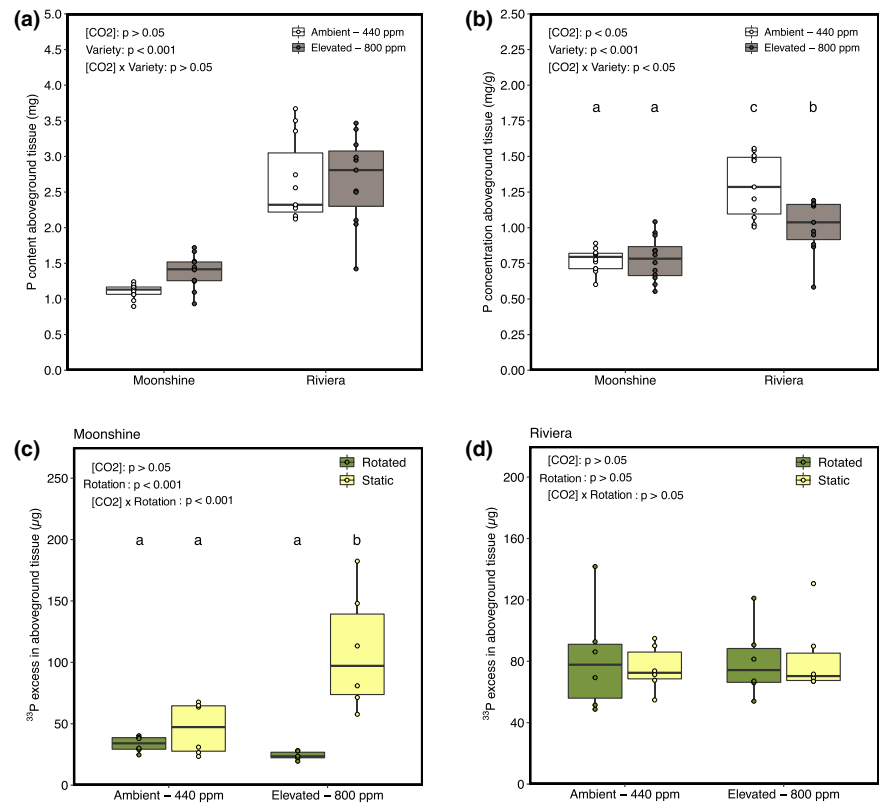 (a)
[CO2]: p > 0.05
Variety: p < 0.001
[CO2] x Variety: p > 0.05
Ambient – 440 ppm
Elevated – 800 ppm
P content aboveground tissue (mg)
5.0
4.5
4.0
3.5
3.0
2.5
2.0
1.5
1.0
0.5
0.0
Moonshine
Riviera
(b)
[CO2]: p < 0.05
Variety: p < 0.001
[CO2] x Variety: p < 0.05
Ambient – 440 ppm
Elevated – 800 ppm
P concentration aboveground tissue (mg/g)
2.50
2.25
2.00
1.75
1.50
1.25
1.00
0.75
0.50
0.25
0.00
a
a
c
b
Moonshine
Riviera
(c)
Moonshine
[CO2]: p > 0.05
Rotation : p < 0.001
[CO2] x Rotation : p < 0.001
Rotated
Static
³³P excess in aboveground tissue (µg)
250
200
150
100
50
0
a
a
a
b
Ambient – 440 ppm
Elevated – 800 ppm
(d)
Riviera
[CO2]: p > 0.05
Rotation : p > 0.05
[CO2] x Rotation : p > 0.05
Rotated
Static
³³P excess in aboveground tissue (µg)
200
160
120
80
40
0
Ambient – 440 ppm
Elevated – 800 ppm